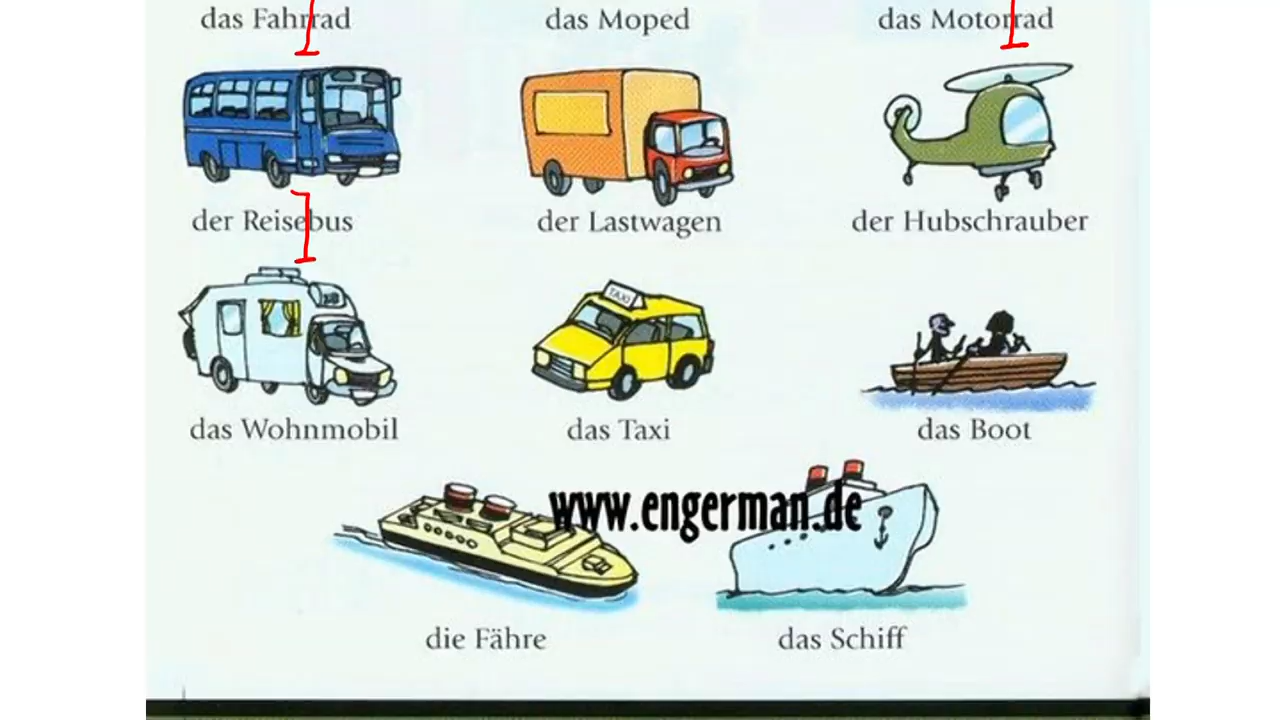 das Fahrrad das Moped das Motorrad
der Reisebus der Lastwagen der Hubschrauber
TAXI
das Wohnmobil das Taxi das Boot
www.engerman.de
die Fähre das Schiff